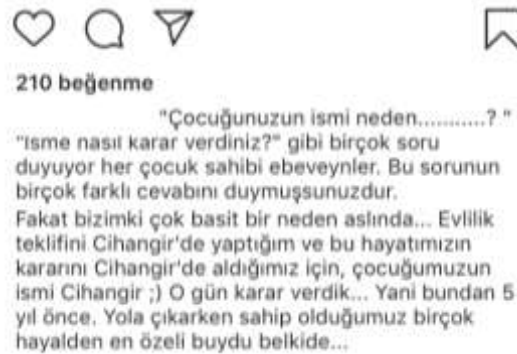 210 beğenme
"Çocuğunuzun ismi neden...........? "
"Isme nasıl karar verdiniz?" gibi birçok soru
duyuyor her çocuk sahibi ebeveynler. Bu sorunun
birçok farklı cevabını duymuşsunuzdur.
Fakat bizimki çok basit bir neden aslında... Evlilik
teklifini Cihangir'de yaptığım ve bu hayatımızın
kararını Cihangir'de aldığımız için, çocuğumuzun
ismi Cihangir ;) O gün karar verdik... Yani bundan 5
yıl önce. Yola çıkarken sahip olduğumuz birçok
hayalden en özeli buydu belkide...